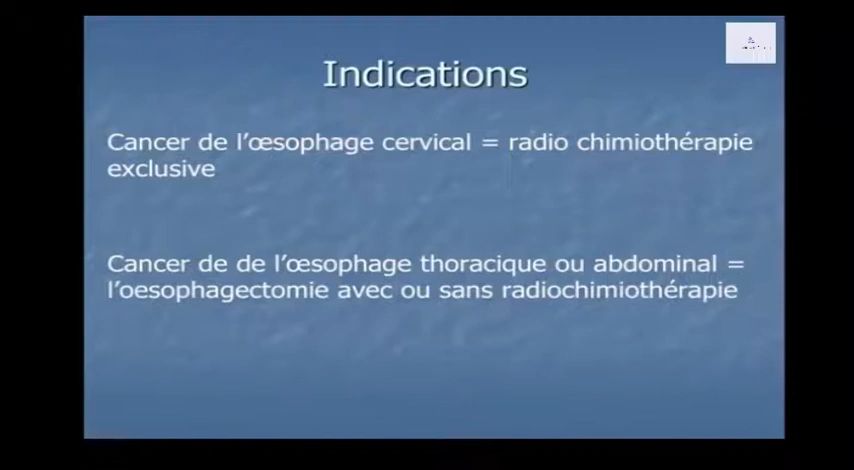 Indications
Cancer de l'œsophage cervical = radio chimiothérapie
exclusive
Cancer de de l'œsophage thoracique ou abdominal =
l'oesophagectomie avec ou sans radiochimiothérapie